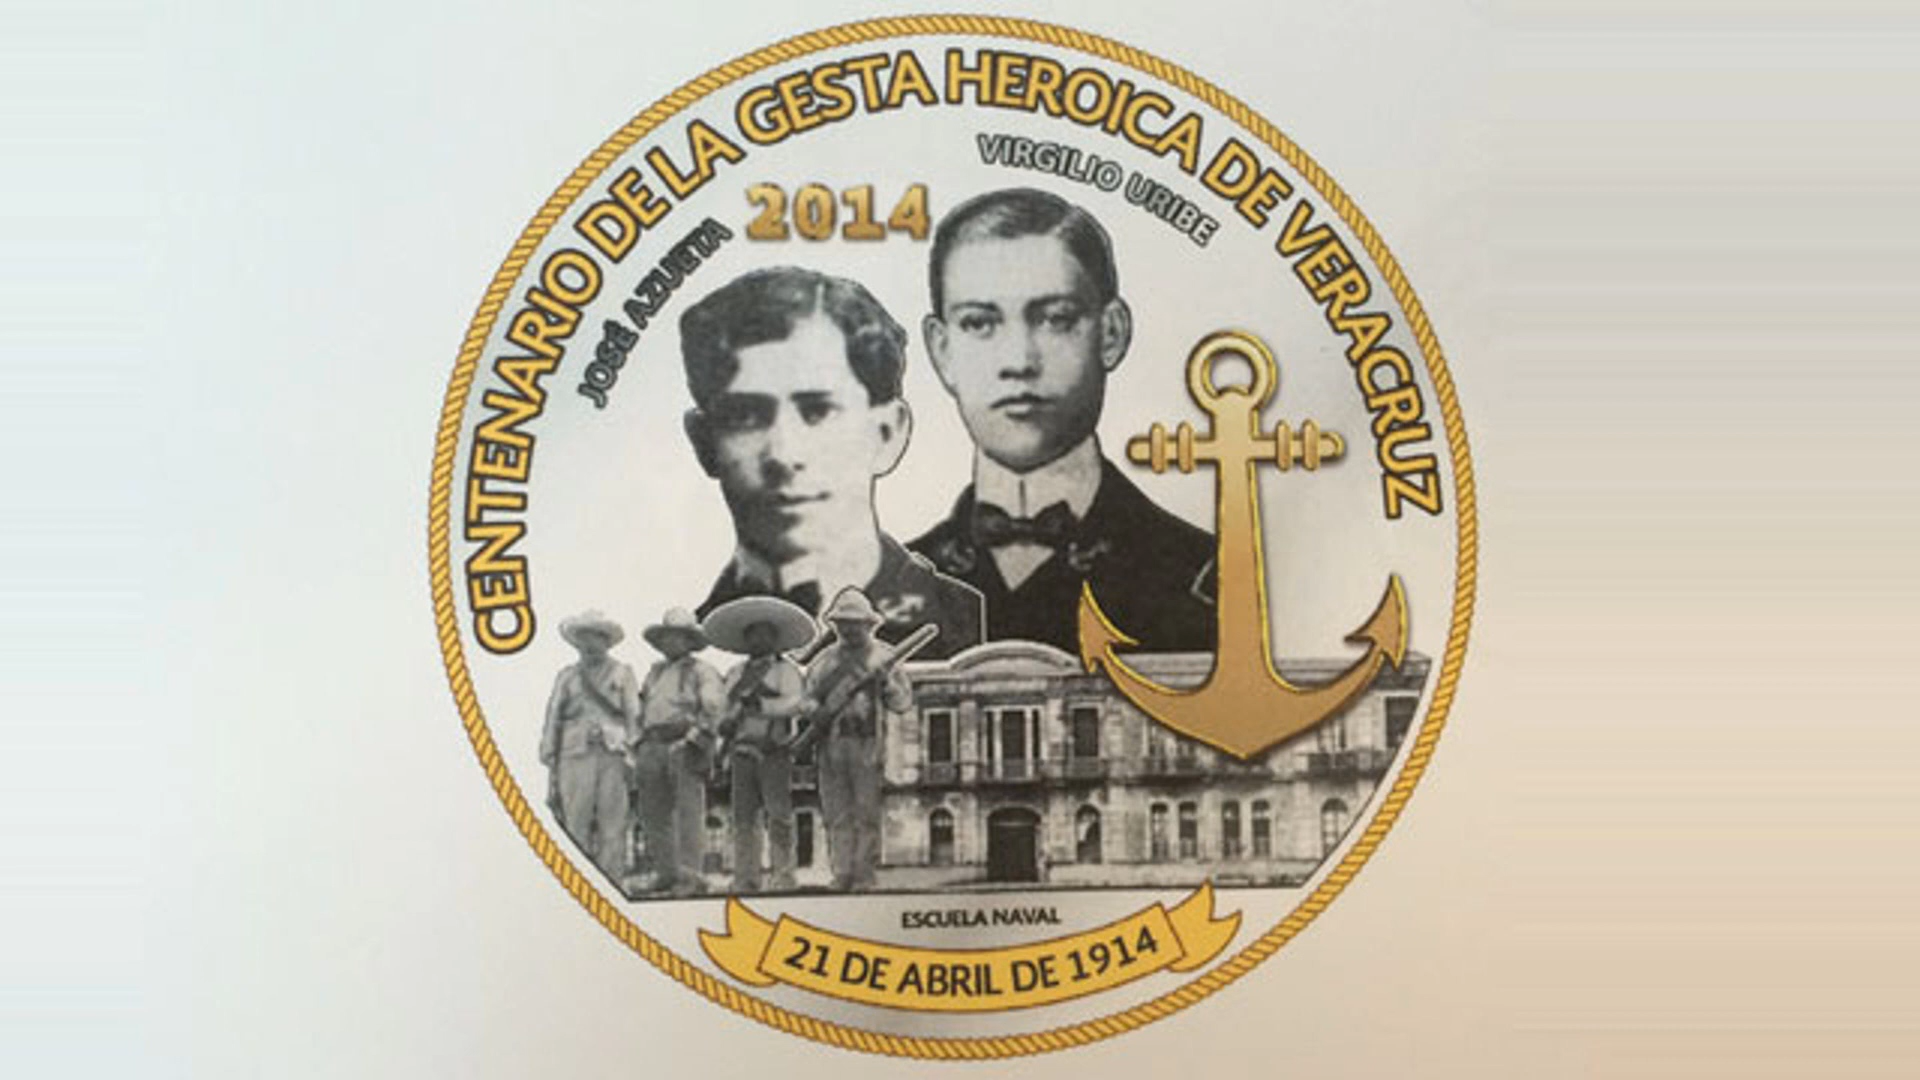 CENTENARIO DE LA GESTA HEROICA DE VERACRUZ
VIRGILIO URIBE
2014
JOSÉ AZUETA
ESCUELA NAVAL
21 DE ABRIL DE 1914